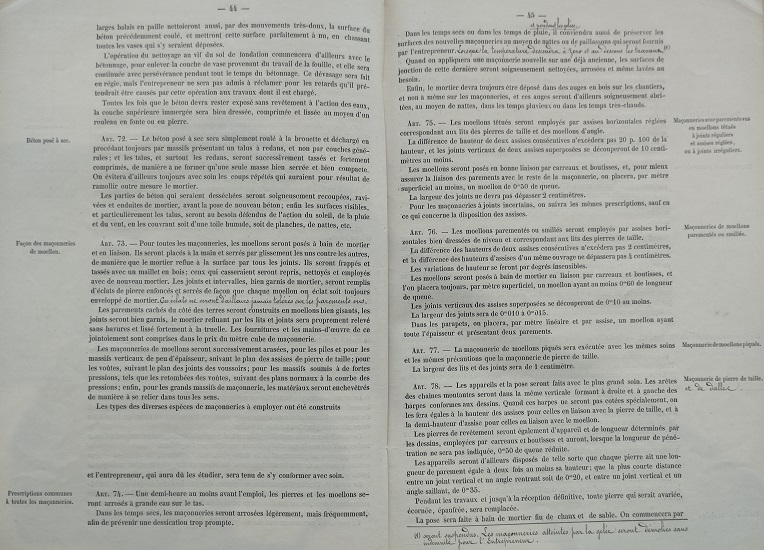 — 44 —
larges balais en paille nettoieront aussi, par des mouvements très-doux, la surface du
béton précédemment coulé, et mettront cette surface parfaitement à nu, en chassant
toutes les vases qui s'y seraient déposées.
L'opération du nettoyage au vif du sol de fondation commencera d'ailleurs avec le
bétonnage, pour enlever la couche de vase provenant du travail de la fouille, et elle sera
continuée avec persévérance pendant tout le temps du bétonnage. Ce dévasage sera fait
en régie, mais l'entrepreneur ne sera pas admis à réclamer pour les retards qu'il pré-
tendrait être causés par cette opération aux travaux dont il est chargé.
Toutes les fois que le béton devra rester exposé sans revêtement à l'action des eaux,
la couche supérieure immergée sera bien dressée, comprimée et lissée au moyen d'un
rouleau en fonte ou en pierre.
Béton posé à sec.
ART. 72. — Le béton posé à sec sera simplement roulé à la brouette et déchargé en
procédant toujours par massifs présentant un talus à redans, et non par couches géné-
rales; et les talus, et surtout les redans, seront successivement tassés et fortement
comprimés, de manière à ne former qu'une seule masse bien serrée et bien compacte.
On évitera d'ailleurs toujours avec soin les coups répétés qui auraient pour résultat de
ramollir outre mesure le mortier.
Les parties de béton qui seraient desséchées seront soigneusement recoupées, ravi-
vées et enduites de mortier, avant la pose de nouveau béton; enfin les surfaces visibles,
et particulièrement les talus, seront au besoin défendus de l'action du soleil, de la pluie
et du vent, en les couvrant soit d'une toile humide, soit de planches, de nattes, etc.
Façon des maçonneries
de moellon.
ART. 73. — Pour toutes les maçonneries, les moellons seront posés à bain de mortier
et en liaison. Ils seront placés à la main et serrés par glissement les uns contre les autres,
de manière que le mortier reflue à la surface par tous les joints. Ils seront frappés et
tassés avec un maillet en bois; ceux qui casseraient seront repris, nettoyés et employés
avec de nouveau mortier. Les joints et intervalles, bien garnis de mortier, seront remplis
d'éclats de pierre enfoncés et serrés de façon que chaque moellon ou éclat soit toujours
enveloppé de mortier. Ces éclats ne seront d'ailleurs jamais tolérés sur les parements vus.
Les parements cachés du côté des terres seront construits en moellons bien gisants, les
joints seront bien garnis, le mortier refluant par les lits et joints sera proprement relevé
sans bavures et lissé fortement à la truelle. Les fournitures et les mains-d'œuvre de ce
jointoiement sont comprises dans le prix du mètre cube de maçonnerie.
Les maçonneries de moellon seront successivement arasées, pour les piles et pour les
massifs verticaux de peu d'épaisseur, suivant le plan des assises de pierre de taille; pour
les voûtes, suivant le plan des joints des voussoirs; pour les massifs soumis à de fortes
pressions, tels que les retombées des voûtes, suivant des plans normaux à la courbe des
pressions; enfin, pour les grands massifs de maçonnerie, les matériaux seront enchevêtrés
de manière à se relier dans tous les sens.
Les types des diverses espèces de maçonneries à employer ont été construits
et l'entrepreneur, qui aura dû les étudier, sera tenu de s'y conformer avec soin.
Prescriptions communes
à toutes les maçonneries.
ART. 74. — Une demi-heure au moins avant l'emploi, les pierres et les moellons se-
ront arrosés à grande eau sur le tas.
Dans les temps secs, les maçonneries seront arrosées légèrement, mais fréquemment,
afin de prévenir une dessication trop prompte.
— 45 —
Dans les temps secs ou dans les temps de pluie, il conviendra aussi de préserver les
surfaces des nouvelles maçonneries au moyen de nattes ou de paillassons qui seront fournis
par l'entrepreneur.
Quand on appliquera une maçonnerie nouvelle sur une déjà ancienne, les surfaces de
jonction de cette dernière seront soigneusement nettoyées, arrosées et même lavées au
besoin.
Enfin, le mortier devra toujours être déposé dans des auges en bois sur les chantiers,
et non à même sur les maçonneries, et ces auges seront d'ailleurs soigneusement abri-
tées, au moyen de nattes, dans les temps pluvieux ou dans les temps très-chauds.
Maçonneries avec parements vus
en moellons têtués
à joints réguliers
et assises réglées,
ou à joints irréguliers.
ART. 75. — Les moellons têtués seront employés par assises horizontales réglées
correspondant aux lits des pierres de taille et des moellons d'angle.
La différence de hauteur de deux assises consécutives n'excédera pas 20 p. 100 de la
hauteur, et les joints verticaux de deux assises superposées se découperont de 10 centi-
mètres au moins.
Les moellons seront posés en bonne liaison par carreaux et boutisses, et, pour mieux
assurer la liaison des parements avec le reste de la maçonnerie, on placera, par mètre
superficiel au moins, un moellon de 0m50 de queue.
La largeur des joints ne devra pas dépasser 2 centimètres.
Pour les maçonneries à joints incertains, on suivra les mêmes prescriptions, sauf en
ce qui concerne la disposition des assises.
Maçonneries de moellons
parementés ou smillés.
ART. 76. — Les moellons parementés ou smillés seront employés par assises hori-
zontales bien dressées de niveau et correspondant aux lits des pierres de taille.
La différence des hauteurs de deux assises consécutives n'excédera pas 2 centimètres,
et la différence des hauteurs d'assises d'un même ouvrage ne dépassera pas 5 centimètres.
Les variations de hauteur se feront par degrés insensibles.
Les moellons seront posés à bain de mortier en liaison par carreaux et boutisses, et
l'on placera toujours, par mètre superficiel, un moellon ayant au moins 0m60 de longueur
de queue.
Les joints verticaux des assises superposées se découperont de 0m10 au moins.
La largeur des joints sera de 0m010 à 0m015.
Dans les parapets, on placera, par mètre linéaire et par assise, un moellon ayant
toute l'épaisseur et présentant deux parements.
Maçonnerie de moellons piqués.
ART. 77. — La maçonnerie de moellons piqués sera exécutée avec les mêmes soins
et les mêmes précautions que la maçonnerie de pierre de taille.
La largeur des lits et des joints sera de 1 centimètre.
Maçonnerie de pierre de taille,
et de dalles
ART. 78. — Les appareils et la pose seront faits avec le plus grand soin. Les arêtes
des chaînes montantes seront dans la même verticale formant à droite et à gauche des
harpes conformes aux dessins. Quand ces harpes ne seront pas cotées spécialement, on
les fera égales à la hauteur des assises pour celles en liaison avec la pierre de taille, et à
la demi-hauteur d'assise pour celles en liaison avec le moellon.
Les pierres de revêtement seront également d'appareil et de longueur déterminés par
les dessins, employées par carreaux et boutisses et auront, lorsque la longueur de péné-
tration ne sera pas indiquée, 0m50 de queue réduite.
Les appareils seront d'ailleurs disposés de telle sorte que chaque pierre ait une lon-
gueur de parement égale à deux fois au moins sa hauteur; que la plus courte distance
entre un joint vertical et un angle rentrant soit de 0m20, et entre un joint vertical et un
angle saillant, de 0m35.
Pendant les travaux et jusqu'à la réception définitive, toute pierre qui serait avariée,
écornée, épaufrée, sera remplacée.
La pose sera faite à bain de mortier fin de chaux et de sable. On commencera par
(1) seront suspendus. Les maçonneries atteintes par la gelée seront démolies sans
indemnité pour l'Entrepreneur.